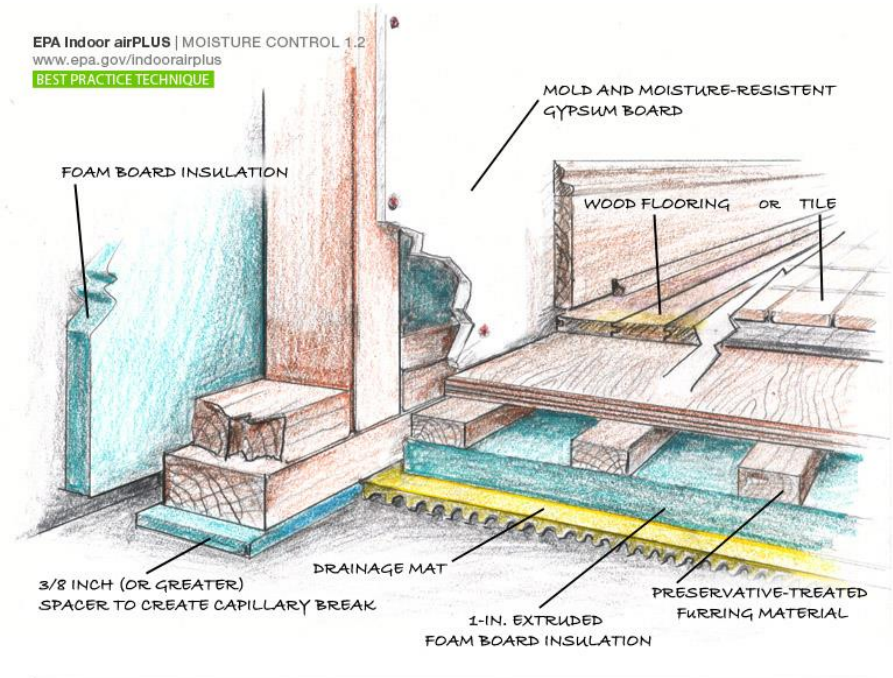 EPA Indoor airPLUS | MOISTURE CONTROL 1.2
www.epa.gov/indoorairplus
BEST PRACTICE TECHNIQUE
MOLD AND MOISTURE-RESISTENT
GYPSUM BOARD
FOAM BOARD INSULATION
WOOD FLOORING OR TILE
DRAINAGE MAT
3/8 INCH (OR GREATER)
SPACER TO CREATE CAPILLARY BREAK
PRESERVATIVE-TREATED
FURRING MATERIAL
1-IN. EXTRUDED
FOAM BOARD INSULATION